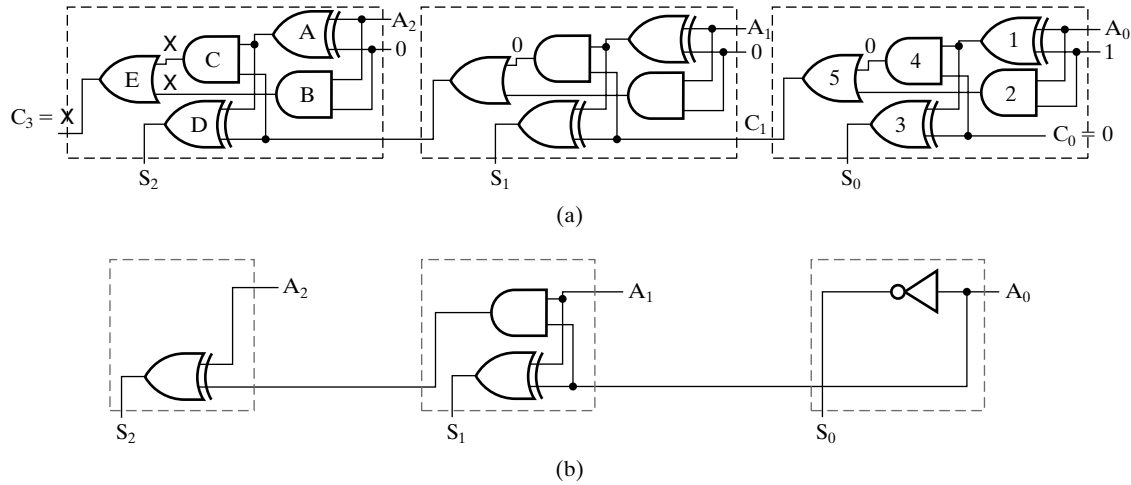 A₂
A
0
X
C
E
X
B
C₃ = X
D
S₂
A₁
0
0
C₁
S₁
A₀
1
0
4
1
5
2
3
C₀ = 0
S₀
(a)
A₂
A₁
A₀
S₂
S₁
S₀
(b)